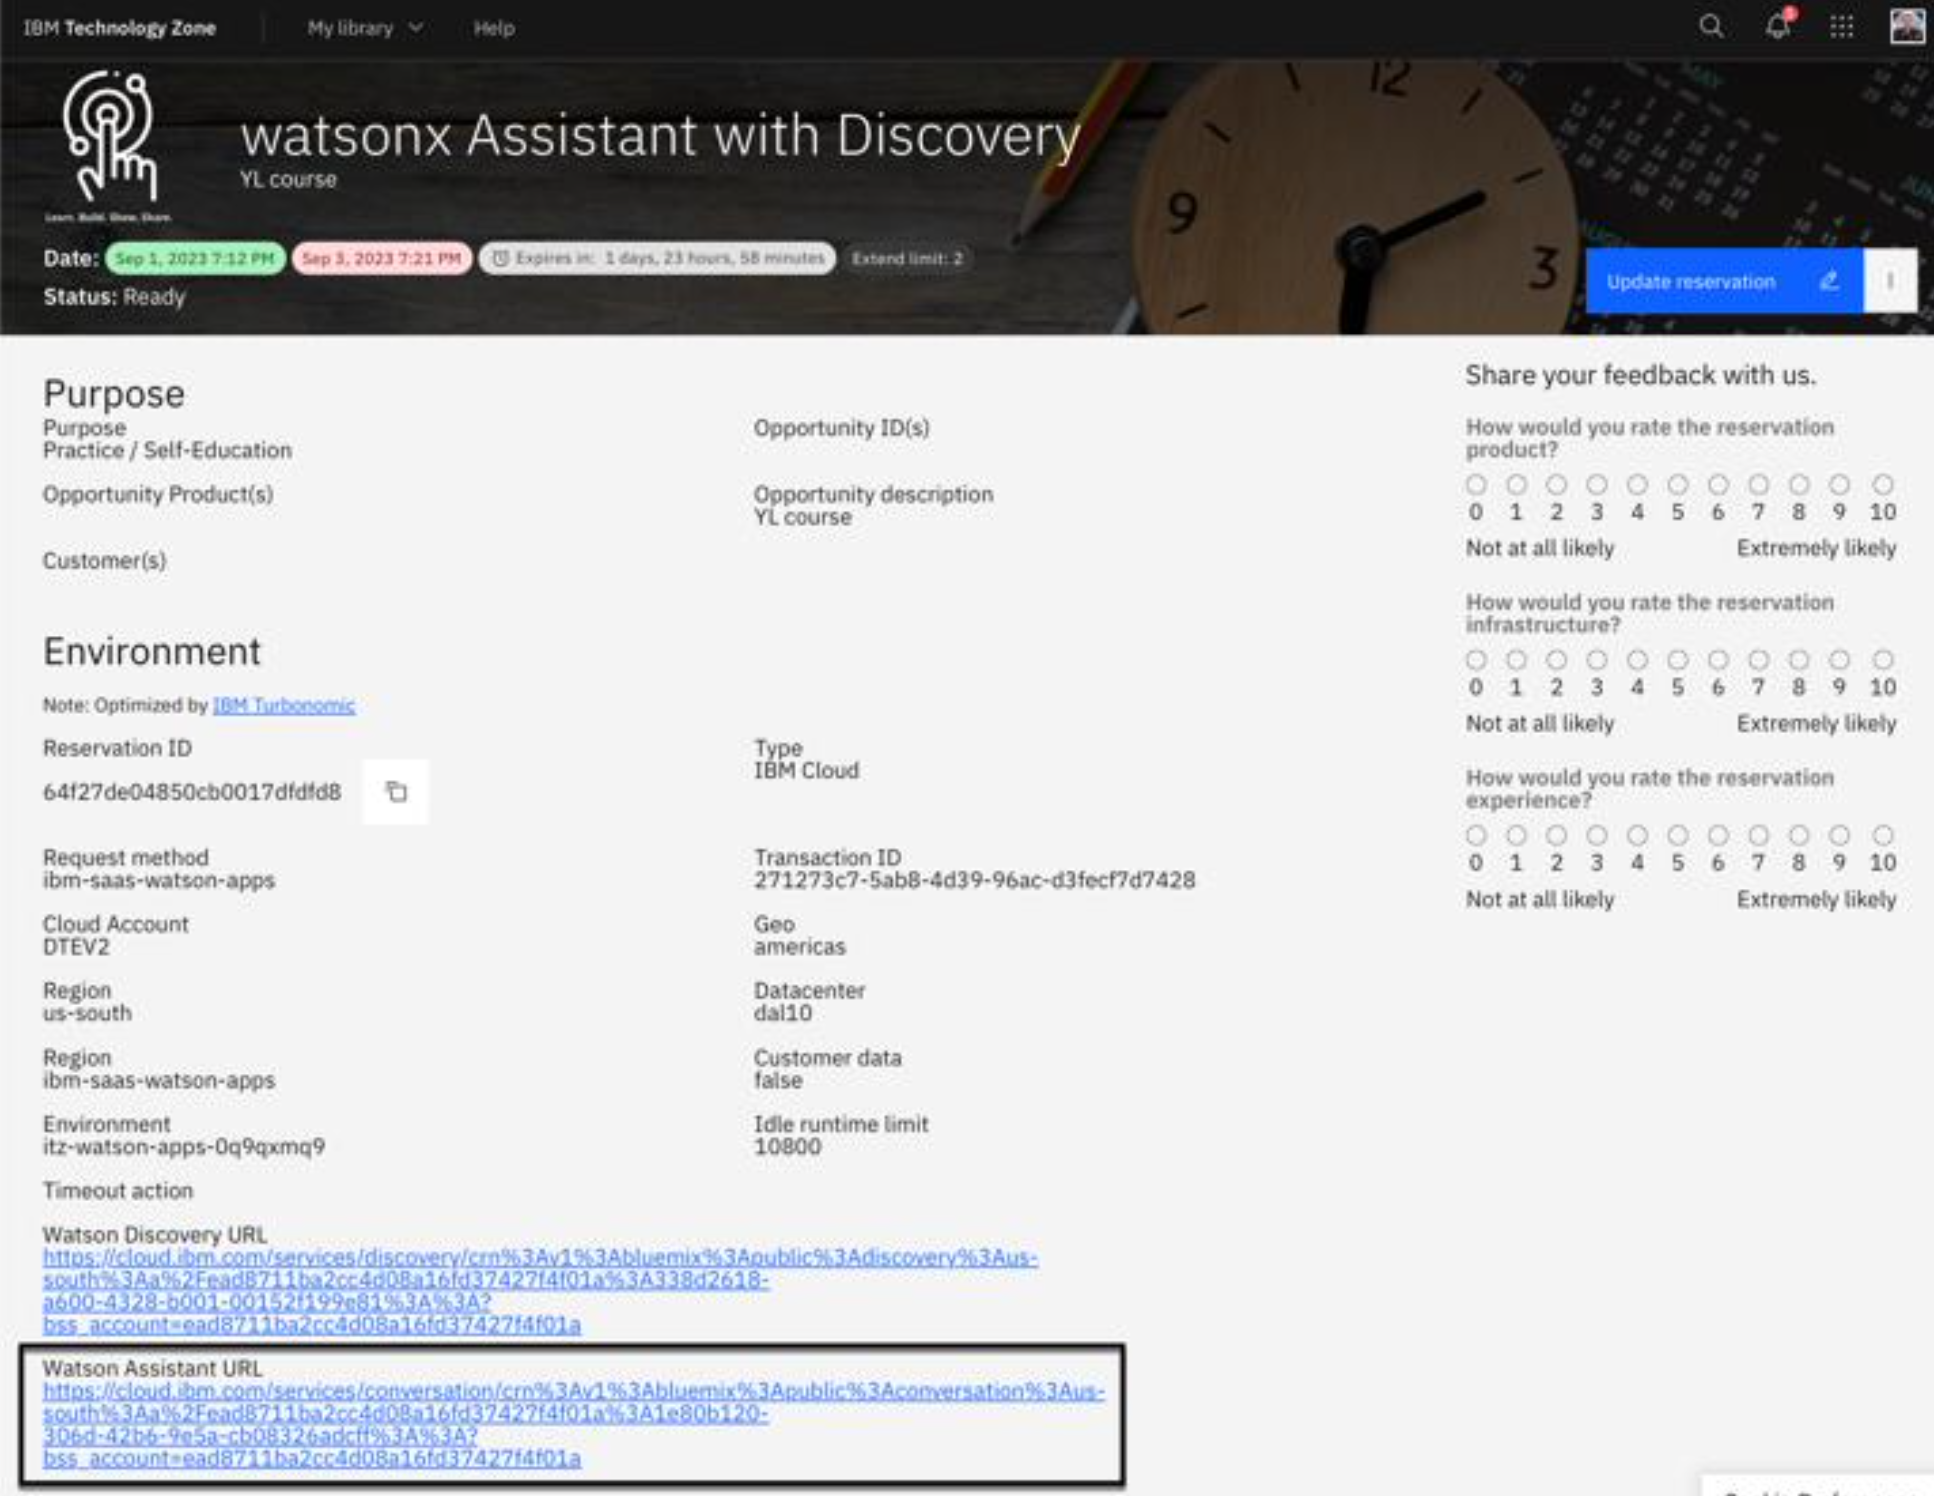 IBM Technology Zone
My library
Help
watsonx Assistant with Discovery
YL course
Learn. Build. Show. Share.
Date: Sep 1, 2023 7:12 PM Sep 3, 2023 7:21 PM Expires in: 1 days, 23 hours, 58 minutes Extend limit: 2
Status: Ready
Update reservation
12
9
3
MAY
Purpose
Purpose
Practice / Self-Education
Opportunity ID(s)
Opportunity Product(s)
Opportunity description
YL course
Customer(s)
Environment
Note: Optimized by IBM Turbonomic
Reservation ID
64f27de04850cb0017dfdfd8
Type
IBM Cloud
Request method
ibm-saas-watson-apps
Transaction ID
271273c7-5ab8-4d39-96ac-d3fecf7d7428
Cloud Account
DTEV2
Geo
americas
Region
us-south
Datacenter
dal10
Region
ibm-saas-watson-apps
Customer data
false
Environment
itz-watson-apps-0q9qxmq9
Idle runtime limit
10800
Timeout action
Watson Discovery URL
https://cloud.ibm.com/services/discovery/crn%3Av1%3Abluemix%3Apublic%3Adiscovery%3Aus-
south%3Aa%2Fead8711ba2cc4d08a16fd37427f4f01a%3A338d2618-
a600-4328-b001-00152f199e81%3A%3A?
bss_account=ead8711ba2cc4d08a16fd37427f4f01a
Watson Assistant URL
https://cloud.ibm.com/services/conversation/crn%3Av1%3Abluemix%3Apublic%3Aconversation%3Aus-
south%3Aa%2Fead8711ba2cc4d08a16fd37427f4f01a%3A1e80b120-
306d-42b6-9e5a-cb08326adcff%3A%3A?
bss_account=ead8711ba2cc4d08a16fd37427f4f01a
Share your feedback with us.
How would you rate the reservation
product?
0 1 2 3 4 5 6 7 8 9 10
Not at all likely Extremely likely
How would you rate the reservation
infrastructure?
0 1 2 3 4 5 6 7 8 9 10
Not at all likely Extremely likely
How would you rate the reservation
experience?
0 1 2 3 4 5 6 7 8 9 10
Not at all likely Extremely likely